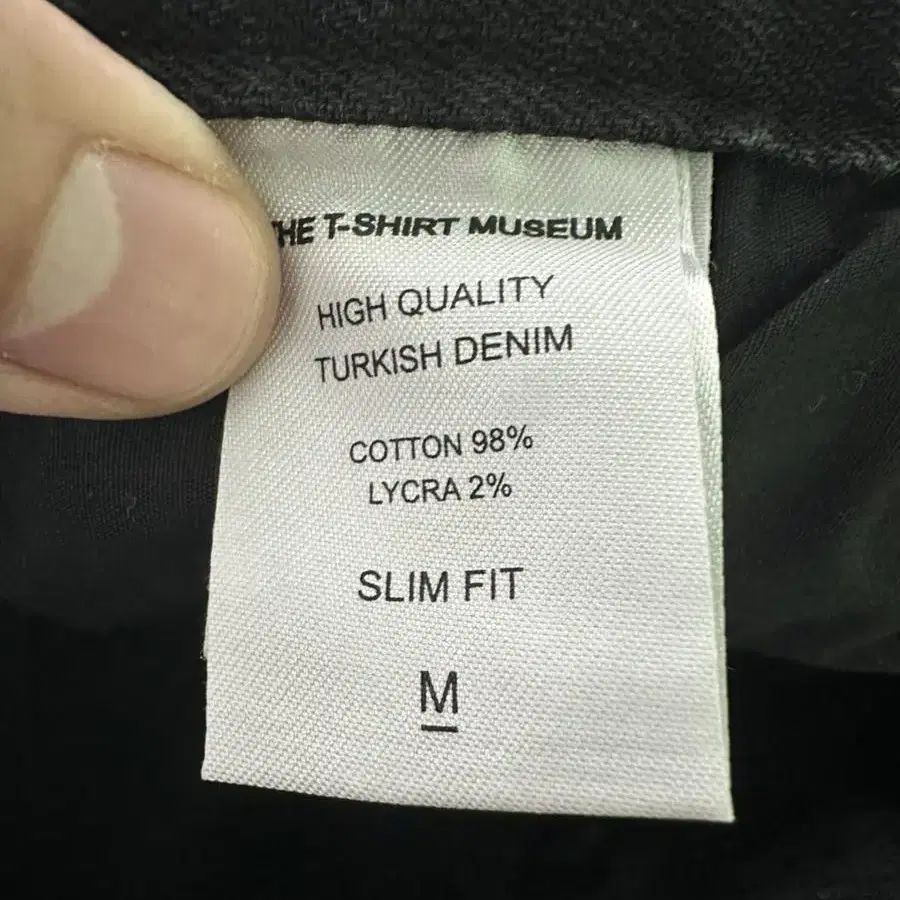 THE T-SHIRT MUSEUM
HIGH QUALITY
TURKISH DENIM
COTTON 98%
LYCRA 2%
SLIM FIT
M